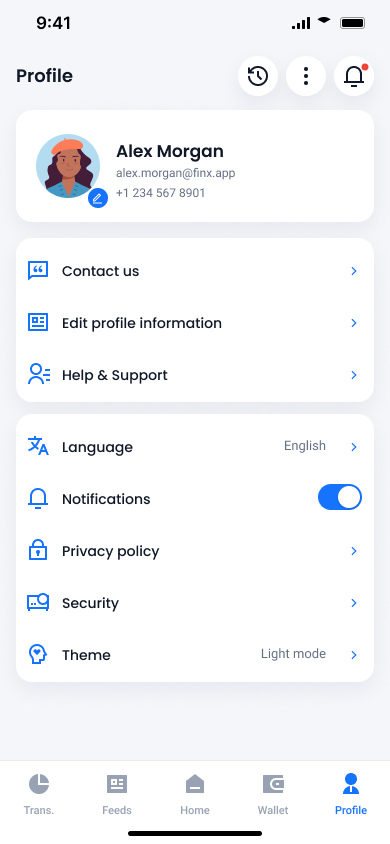 9:41
Profile
Alex Morgan
alex.morgan@finx.app
+1 234 567 8901
Contact us
Edit profile information
Help & Support
Language English
Notifications
Privacy policy
Security
Theme Light mode
Trans. Feeds Home Wallet Profile